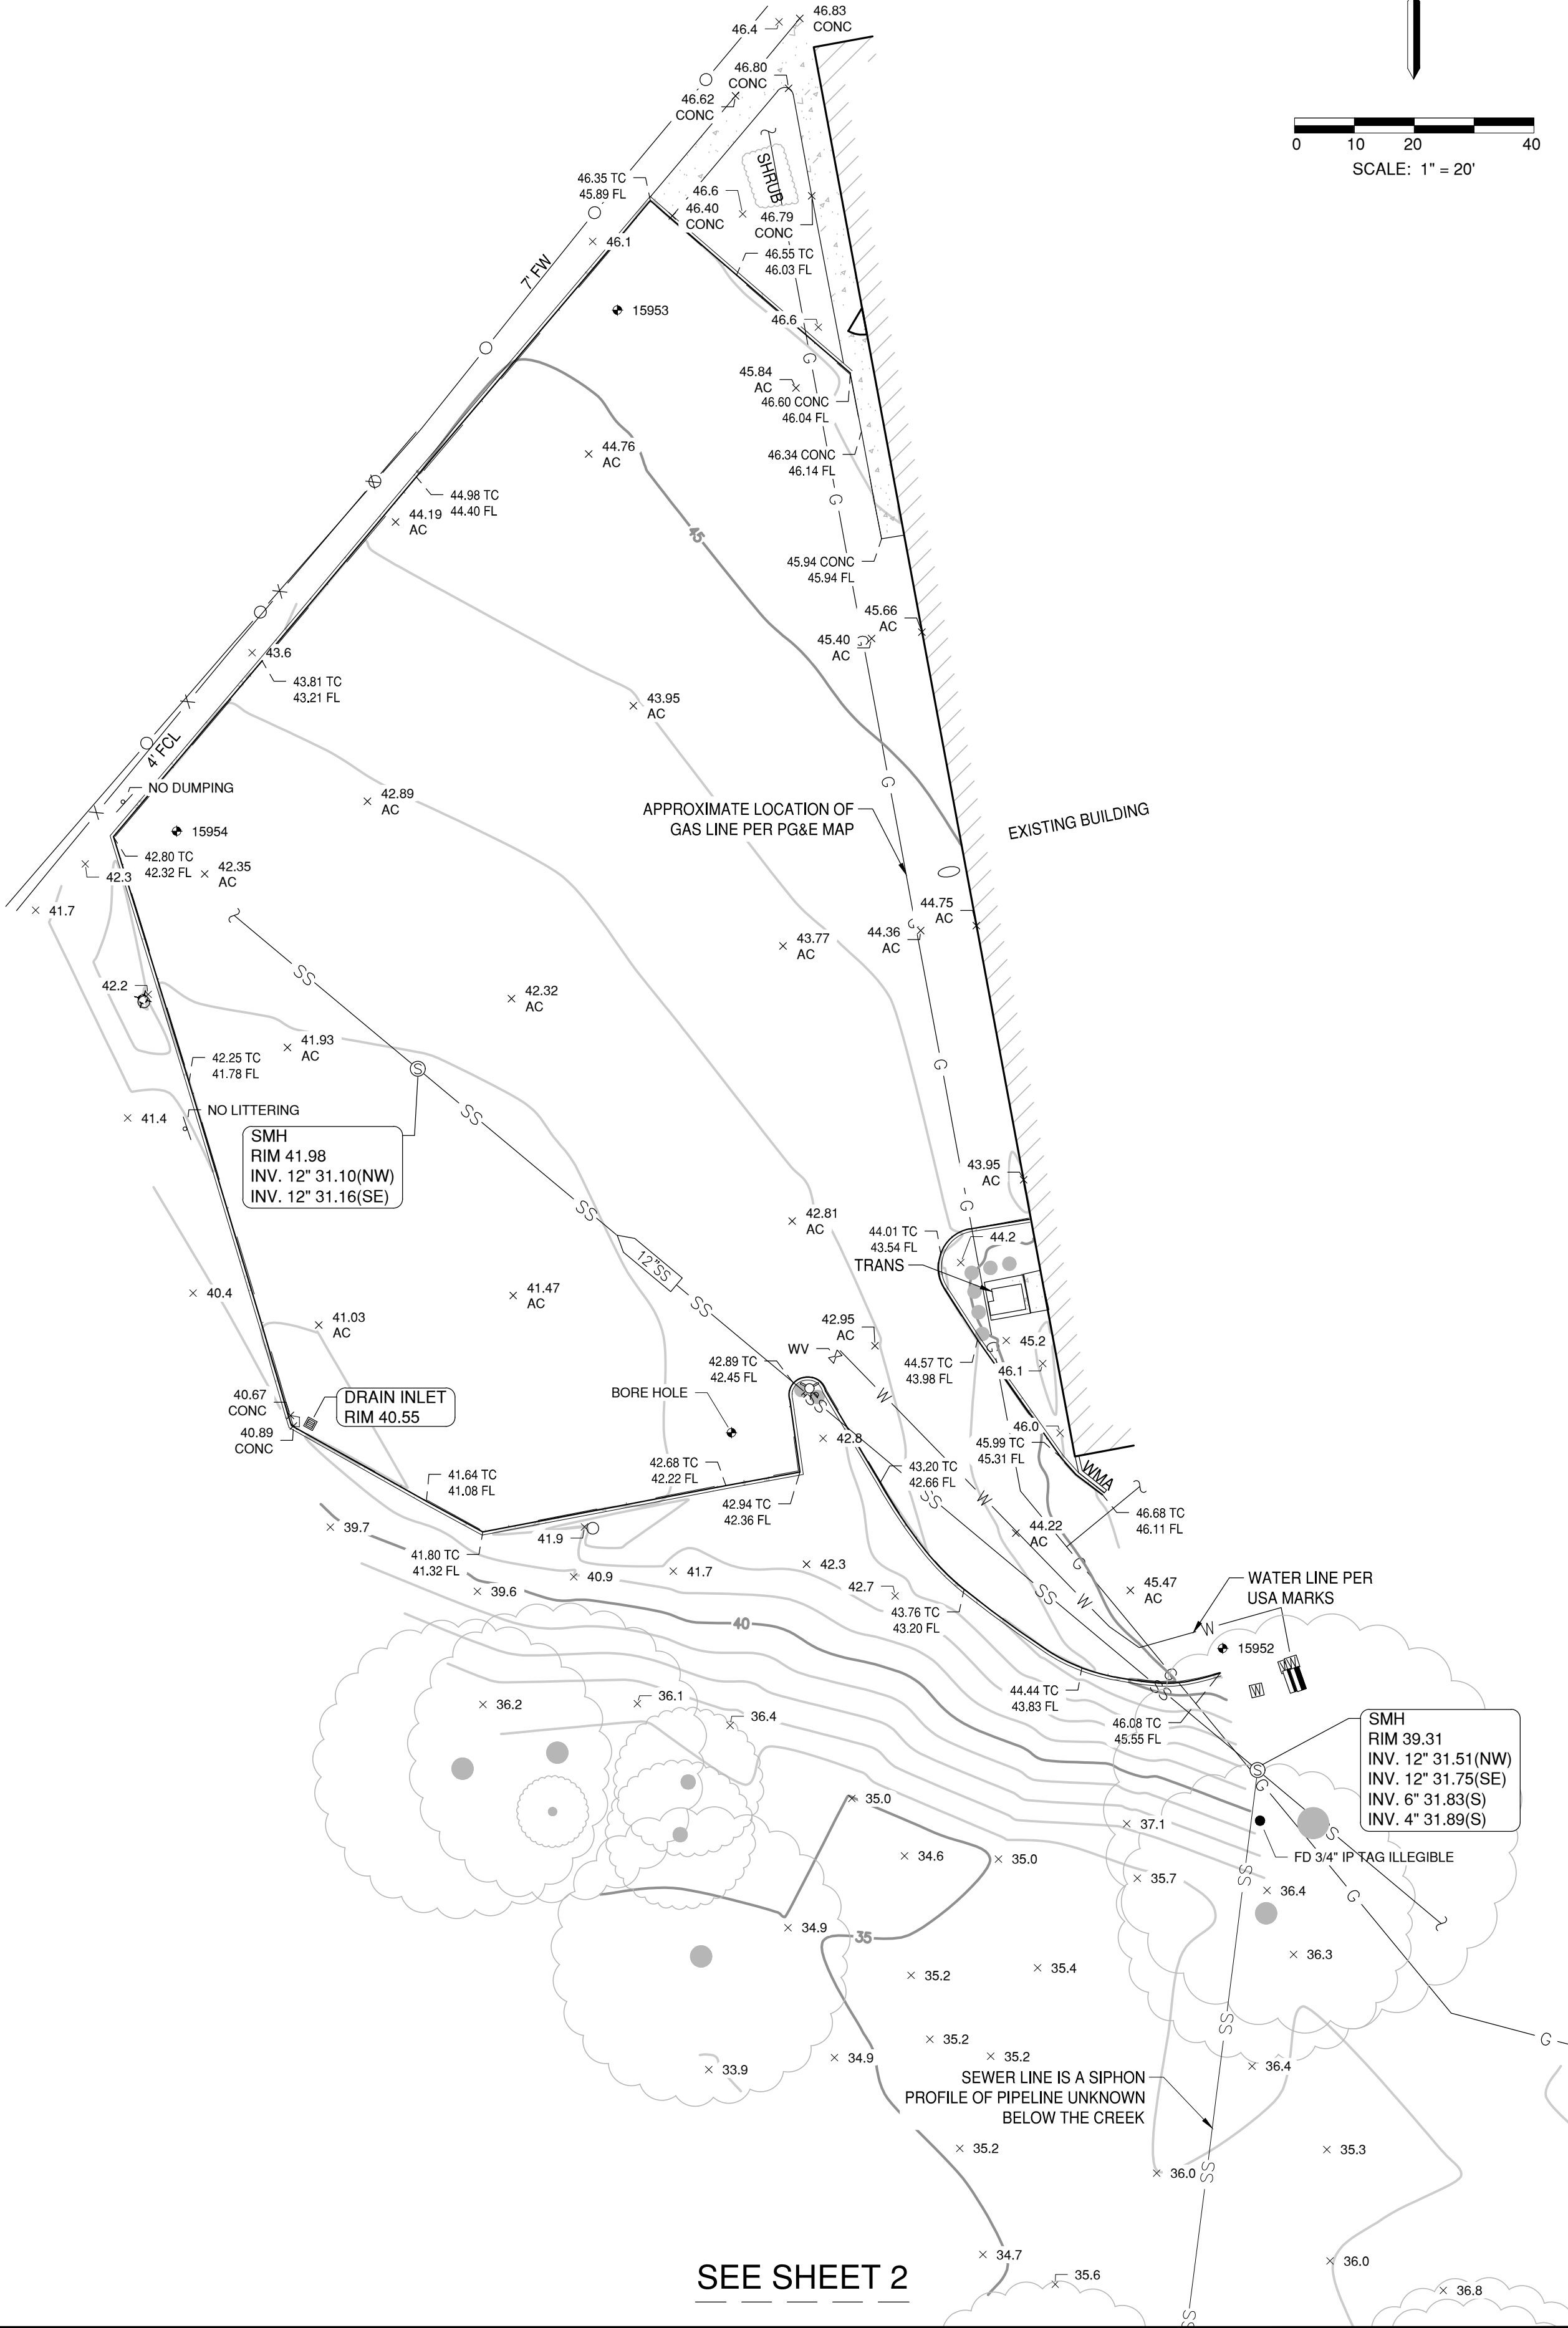 46.4
46.83
CONC
46.80
CONC
46.62
CONC
SHRUB
0 10 20 40
SCALE: 1" = 20'
46.35 TC
45.89 FL
46.6
46.40
CONC
46.79
CONC
46.1
7' FW
46.55 TC
46.03 FL
15953
46.6
G
45.84
AC
46.60 CONC
46.04 FL
44.76
AC
46.34 CONC
46.14 FL
44.98 TC
44.40 FL
G
44.19
AC
45
45.94 CONC
45.94 FL
45.66
AC
45.40
AC
G
43.6
43.81 TC
43.21 FL
43.95
AC
4' FCL
NO DUMPING
G
42.89
AC
APPROXIMATE LOCATION OF
GAS LINE PER PG&E MAP
EXISTING BUILDING
15954
42.80 TC
42.32 FL
42.3
42.35
AC
41.7
44.75
AC
44.36
AC
G
43.77
AC
SS
42.2
42.32
AC
41.93
AC
42.25 TC
41.78 FL
S
G
41.4
NO LITTERING
SS
SMH
RIM 41.98
INV. 12" 31.10(NW)
INV. 12" 31.16(SE)
43.95
AC
G
SS
42.81
AC
44.01 TC
43.54 FL
44.2
TRANS
12"SS
40.4
41.47
AC
SS
41.03
AC
42.95
AC
WV
45.2
G
44.57 TC
43.98 FL
46.1
42.89 TC
42.45 FL
BORE HOLE
W
SS
40.67
CONC
DRAIN INLET
RIM 40.55
40.89
CONC
46.0
42.8
45.99 TC
45.31 FL
42.68 TC
42.22 FL
43.20 TC
42.66 FL
WMA
41.64 TC
41.08 FL
SS
W
42.94 TC
42.36 FL
46.68 TC
46.11 FL
39.7
41.9
44.22
AC
41.80 TC
41.32 FL
42.3
G
40.9
41.7
42.7
SS
39.6
45.47
AC
WATER LINE PER
USA MARKS
W
43.76 TC
43.20 FL
40
W
15952
MW
W
G
SS
44.44 TC
43.83 FL
36.2
36.1
36.4
46.08 TC
45.55 FL
SMH
RIM 39.31
INV. 12" 31.51(NW)
INV. 12" 31.75(SE)
INV. 6" 31.83(S)
INV. 4" 31.89(S)
S
G
35.0
37.1
S
34.6
35.0
FD 3/4" IP TAG ILLEGIBLE
35.7
SS
36.4
G
34.9
35
36.3
35.2
35.4
SS
35.2
G
34.9
35.2
33.9
36.4
SEWER LINE IS A SIPHON
PROFILE OF PIPELINE UNKNOWN
BELOW THE CREEK
35.2
35.3
36.0
SS
34.7
36.0
SEE SHEET 2
35.6
36.8
SS